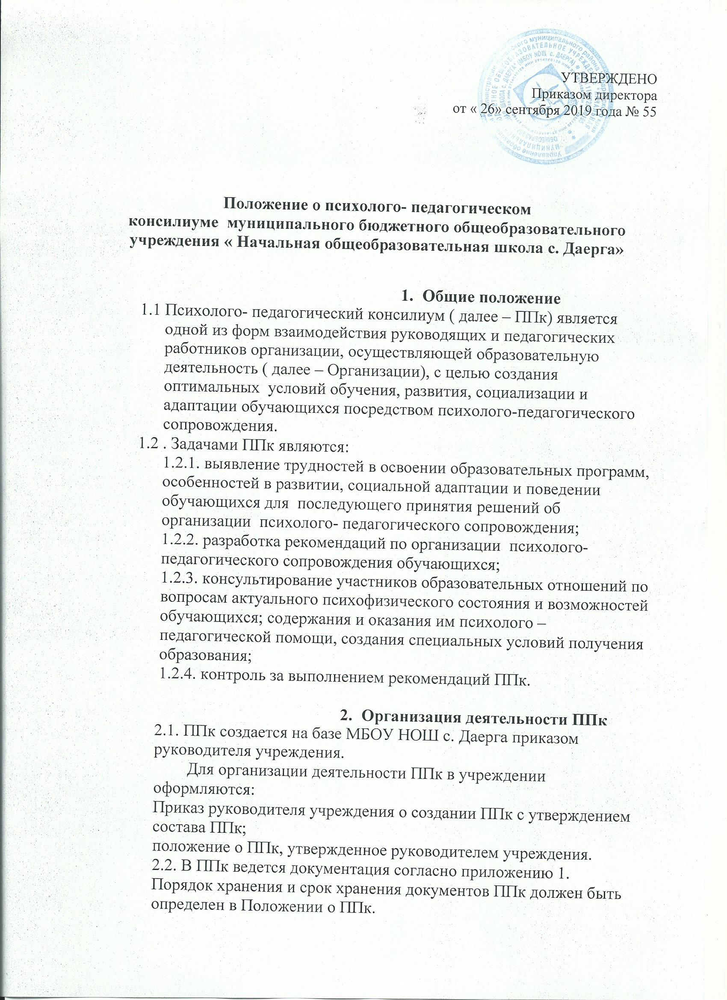 УТВЕРЖДЕНО
Приказом директора
от « 26» сентября 2019 года № 55
Положение о психолого- педагогическом
консилиуме муниципального бюджетного общеобразовательного
учреждения « Начальная общеобразовательная школа с. Даерга»
1. Общие положение
1.1 Психолого- педагогический консилиум ( далее – ППк) является
одной из форм взаимодействия руководящих и педагогических
работников организации, осуществляющей образовательную
деятельность ( далее – Организации), с целью создания
оптимальных условий обучения, развития, социализации и
адаптации обучающихся посредством психолого-педагогического
сопровождения.
1.2 . Задачами ППк являются:
1.2.1. выявление трудностей в освоении образовательных программ,
особенностей в развитии, социальной адаптации и поведении
обучающихся для последующего принятия решений об
организации психолого- педагогического сопровождения;
1.2.2. разработка рекомендаций по организации психолого-
педагогического сопровождения обучающихся;
1.2.3. консультирование участников образовательных отношений по
вопросам актуального психофизического состояния и возможностей
обучающихся; содержания и оказания им психолого –
педагогической помощи, создания специальных условий получения
образования;
1.2.4. контроль за выполнением рекомендаций ППк.
2. Организация деятельности ППк
2.1. ППк создается на базе МБОУ НОШ с. Даерга приказом
руководителя учреждения.
Для организации деятельности ППк в учреждении
оформляются:
Приказ руководителя учреждения о создании ППк с утверждением
состава ППк;
положение о ППк, утвержденное руководителем учреждения.
2.2. В ППк ведется документация согласно приложению 1.
Порядок хранения и срок хранения документов ППк должен быть
определен в Положении о ППк.